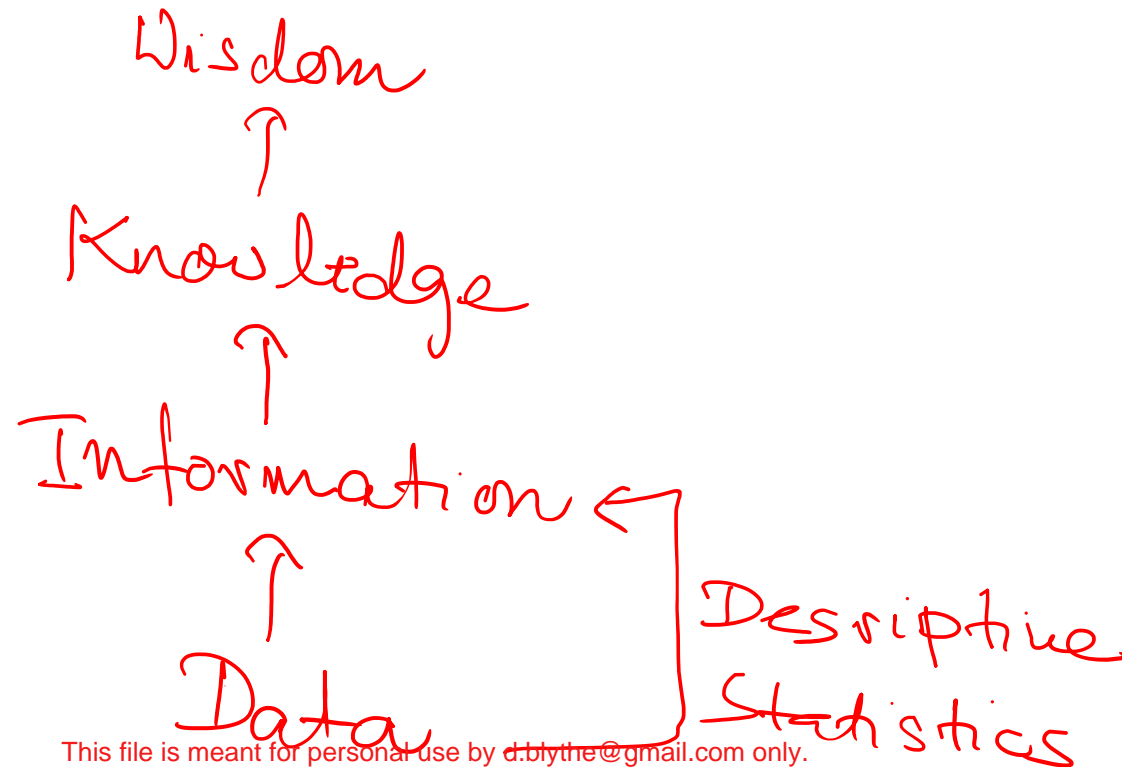 Wisdom
Knowledge
Information
Desriptive
Statistics
Data
This file is meant for personal use by d.blythe@gmail.com only.